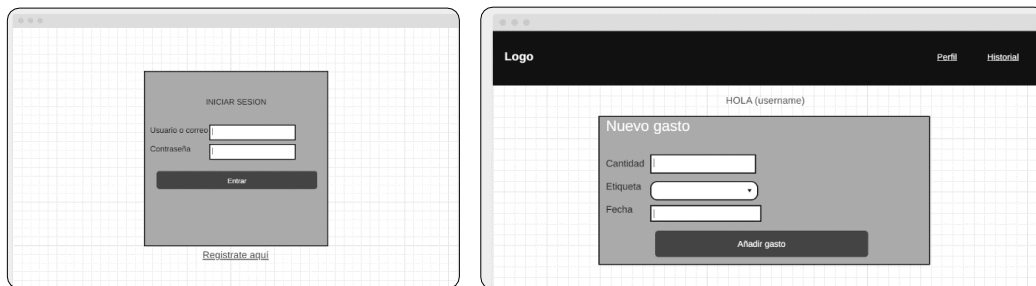 INICIAR SESION
Usuario o correo
Contraseña
Entrar
Registrate aquí
Logo
Perfil Historial
HOLA (username)
Nuevo gasto
Cantidad
Etiqueta
Fecha
Añadir gasto